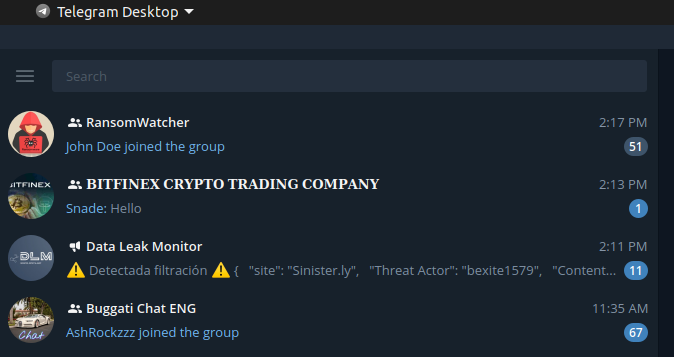 Telegram Desktop
Search
RansomWatcher 2:17 PM
John Doe joined the group 51
BITFINEX CRYPTO TRADING COMPANY 2:13 PM
BITFINEX
Snade: Hello 1
Data Leak Monitor 2:11 PM
DLM
⚠️ Detectada filtración ⚠️ { "site": "Sinister.ly", "Threat Actor": "bexite1579", "Content... 11
Buggati Chat ENG 11:35 AM
Chat
AshRockzzz joined the group 67